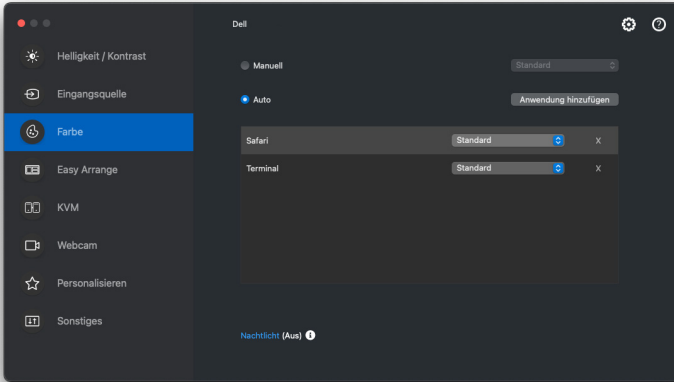 Dell
Helligkeit / Kontrast
Eingangsquelle
Farbe
Easy Arrange
KVM
Webcam
Personalisieren
Sonstiges
Manuell
Standard
Auto
Anwendung hinzufügen
Safari Standard X
Terminal Standard X
Nachtlicht (Aus)